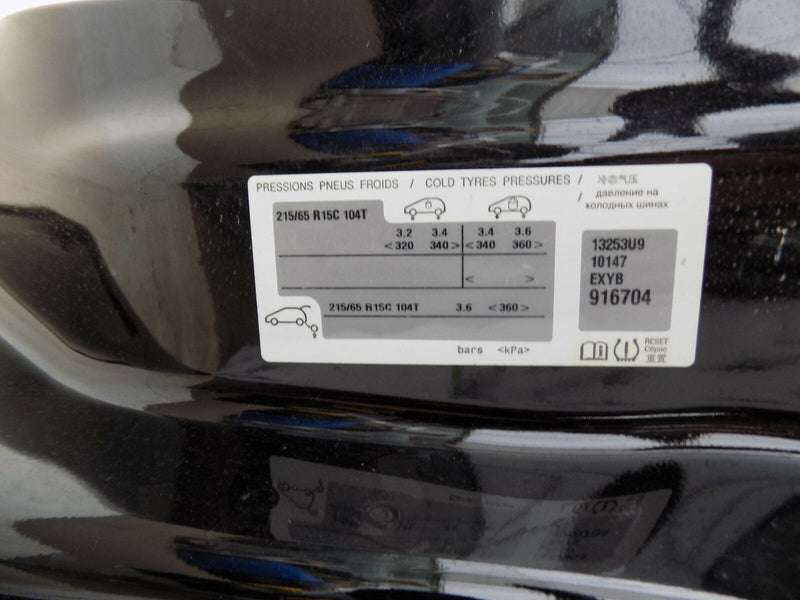 PRESSIONS PNEUS FROIDS / COLD TYRES PRESSURES / 冷态气压
/ давление на
холодных шинах
215/65 R15C 104T
3.2 3.4 3.4 3.6
<320 340> <340 360>
< >
215/65 R15C 104T 3.6 <360>
bars <kPa>
13253U9
10147
EXYB
916704
RESET
Сброс
重置